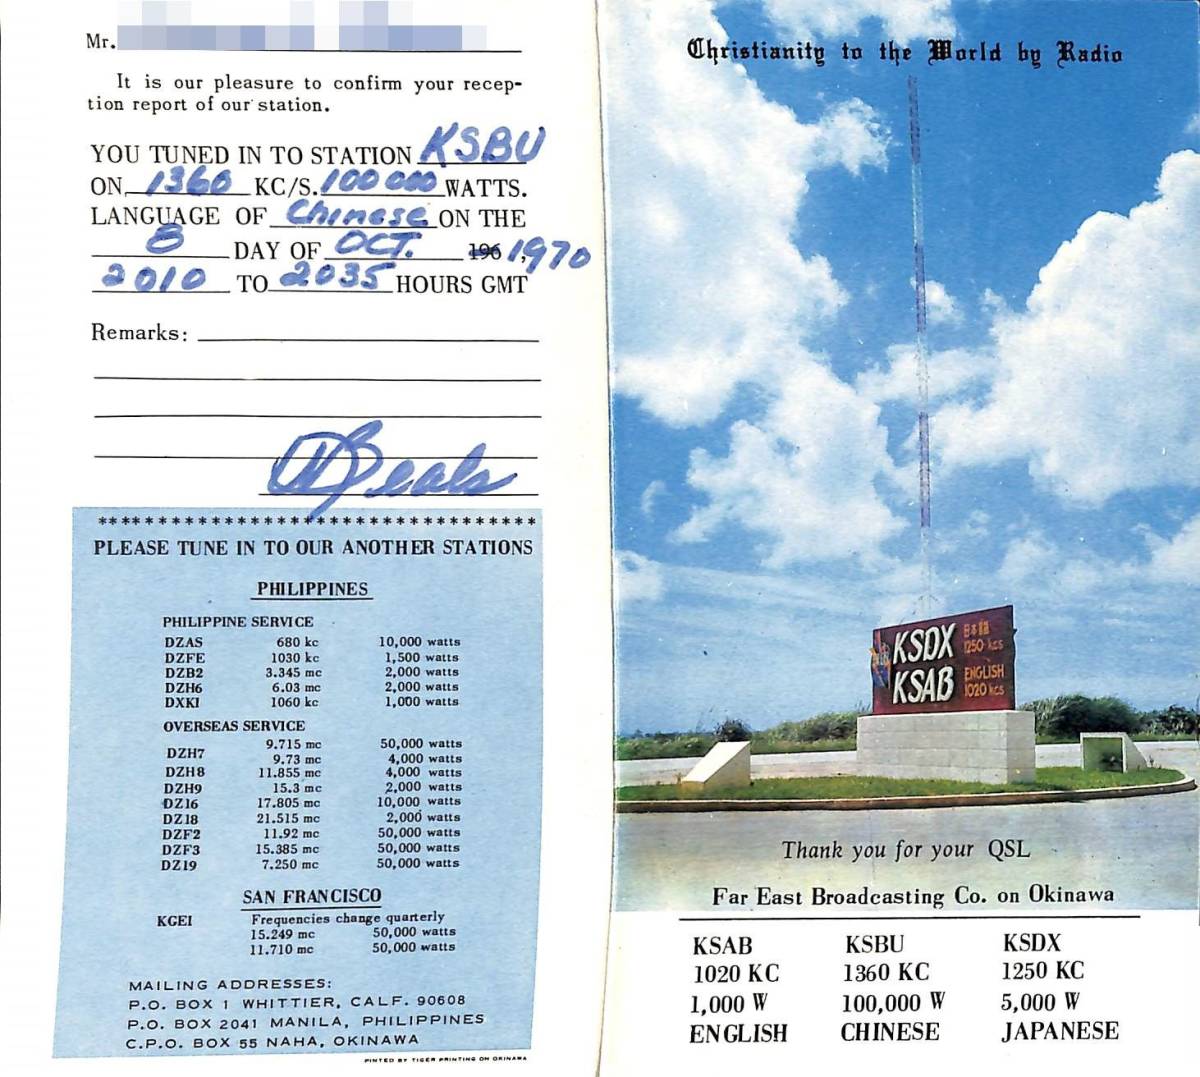 Mr.
It is our pleasure to confirm your recep-
tion report of our station.
YOU TUNED IN TO STATION KSBU
ON 1360 KC/S. 100 000 WATTS.
LANGUAGE OF Chinese ON THE
8 DAY OF OCT. 196 , 1970
2010 TO 2035 HOURS GMT
Remarks:
Beals
*********************************
PLEASE TUNE IN TO OUR ANOTHER STATIONS
PHILIPPINES
PHILIPPINE SERVICE
DZAS 680 kc 10,000 watts
DZFE 1030 kc 1,500 watts
DZB2 3.345 mc 2,000 watts
DZH6 6.03 mc 2,000 watts
DXKI 1060 kc 1,000 watts
OVERSEAS SERVICE
DZH7 9.715 mc 50,000 watts
9.73 mc 4,000 watts
DZH8 11.855 mc 4,000 watts
DZH9 15.3 mc 2,000 watts
DZ16 17.805 mc 10,000 watts
DZ18 21.515 mc 2,000 watts
DZF2 11.92 mc 50,000 watts
DZF3 15.385 mc 50,000 watts
DZ19 7.250 mc 50,000 watts
SAN FRANCISCO
KGEI Frequencies change quarterly
15.249 mc 50,000 watts
11.710 mc 50,000 watts
MAILING ADDRESSES:
P.O. BOX 1 WHITTIER, CALF. 90608
P.O. BOX 2041 MANILA, PHILIPPINES
C.P.O. BOX 55 NAHA, OKINAWA
PINTED BY TIGER PRINTING ON OKINAWA
Christianity to the World by Radio
KSDX 日本語 1250 kcs
KSAB ENGLISH 1020 kcs
Thank you for your QSL
Far East Broadcasting Co. on Okinawa
KSAB KSBU KSDX
1020 KC 1360 KC 1250 KC
1,000 W 100,000 W 5,000 W
ENGLISH CHINESE JAPANESE